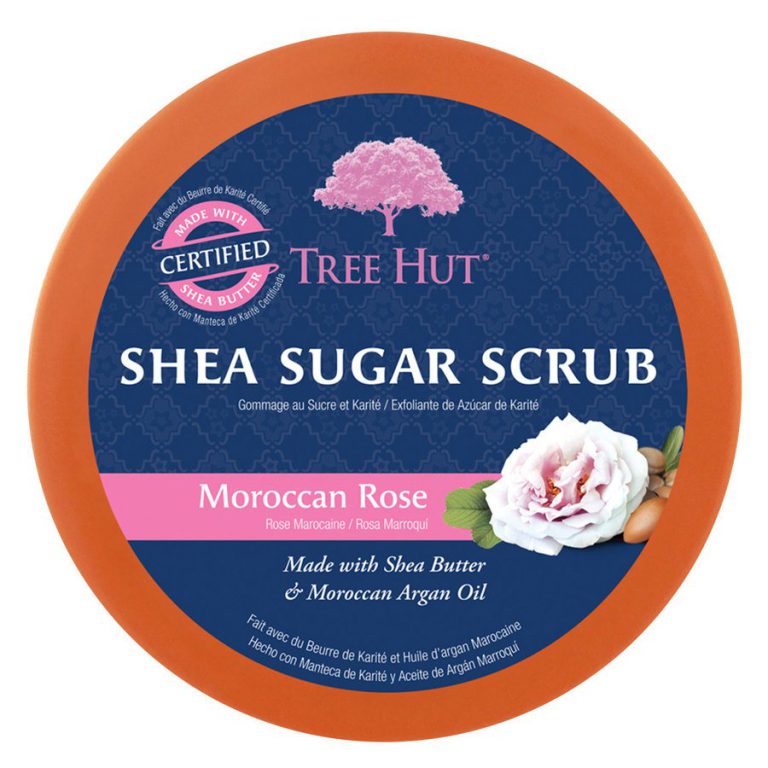 Fait avec du Beurre de Karité Certifié
MADE WITH
CERTIFIED
SHEA BUTTER
Hecho con Manteca de Karité Certificada
TREE HUT®
SHEA SUGAR SCRUB
Gommage au Sucre et Karité / Exfoliante de Azúcar de Karité
Moroccan Rose
Rose Marocaine / Rosa Marroquí
Made with Shea Butter
& Moroccan Argan Oil
Fait avec du Beurre de Karité et Huile d'argan Marocaine
Hecho con Manteca de Karité y Aceite de Argán Marroquí